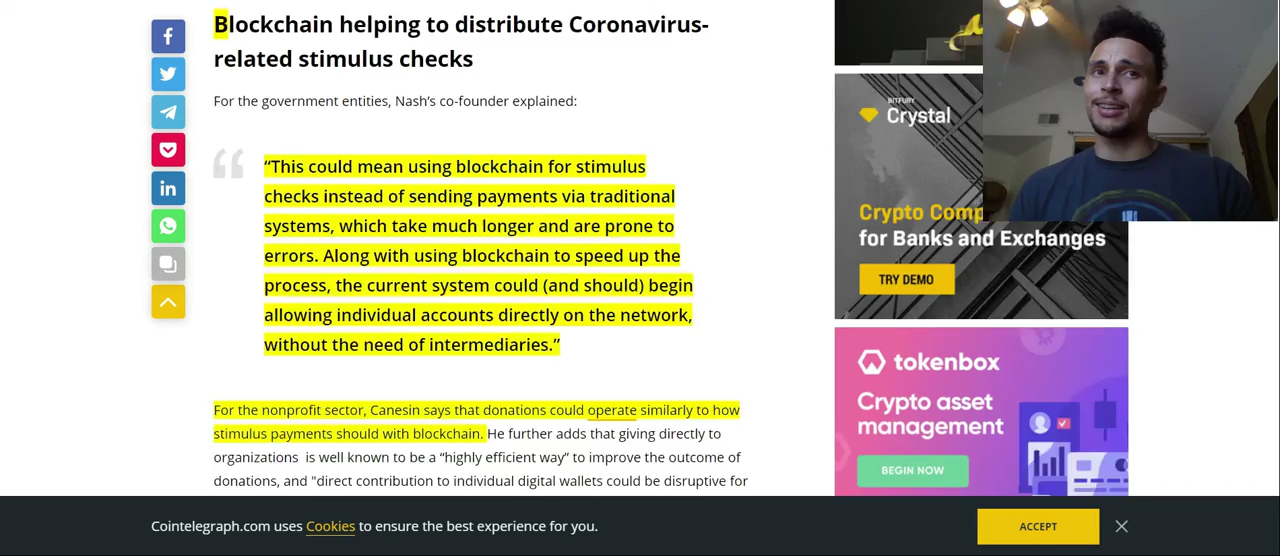 Blockchain helping to distribute Coronavirus-
related stimulus checks
For the government entities, Nash's co-founder explained:
“This could mean using blockchain for stimulus
checks instead of sending payments via traditional
systems, which take much longer and are prone to
errors. Along with using blockchain to speed up the
process, the current system could (and should) begin
allowing individual accounts directly on the network,
without the need of intermediaries.”
For the nonprofit sector, Canesin says that donations could operate similarly to how
stimulus payments should with blockchain. He further adds that giving directly to
organizations is well known to be a “highly efficient way” to improve the outcome of
donations, and "direct contribution to individual digital wallets could be disruptive for
BITFURY
Crystal
Crypto Comp
for Banks and Exchanges
TRY DEMO
tokenbox
Crypto asset
management
BEGIN NOW
Cointelegraph.com uses Cookies to ensure the best experience for you.
ACCEPT